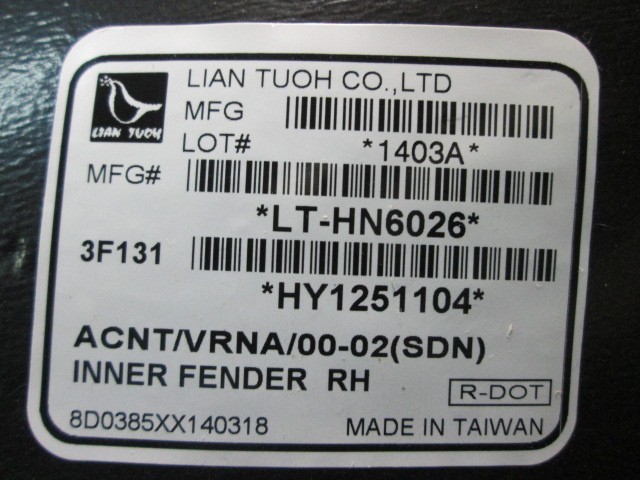 LIAN TUOH CO.,LTD
LIAN TUOH
MFG
LOT#
*1403A*
MFG#
*LT-HN6026*
3F131
*HY1251104*
ACNT/VRNA/00-02(SDN)
INNER FENDER RH
R-DOT
8D0385XX140318
MADE IN TAIWAN